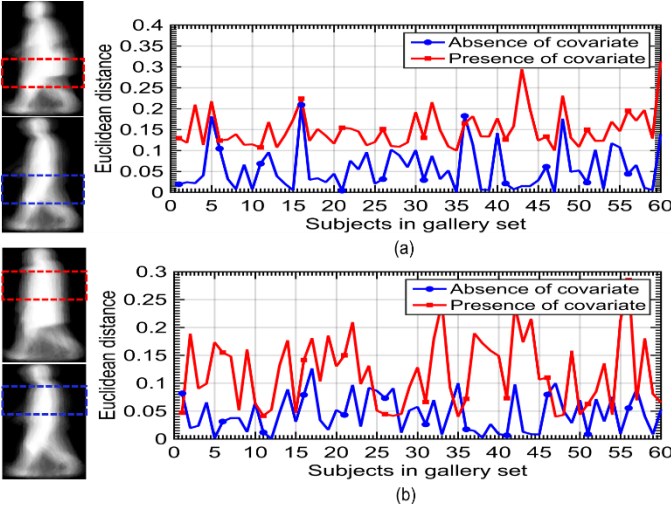 0.4
0.35
0.3
0.25
0.2
0.15
0.1
0.05
0
Euclidean distance
Absence of covariate
Presence of covariate
0 5 10 15 20 25 30 35 40 45 50 55 60
Subjects in gallery set
(a)
0.3
0.25
0.2
0.15
0.1
0.05
0
Euclidean distance
Absence of covariate
Presence of covariate
0 5 10 15 20 25 30 35 40 45 50 55 60
Subjects in gallery set
(b)